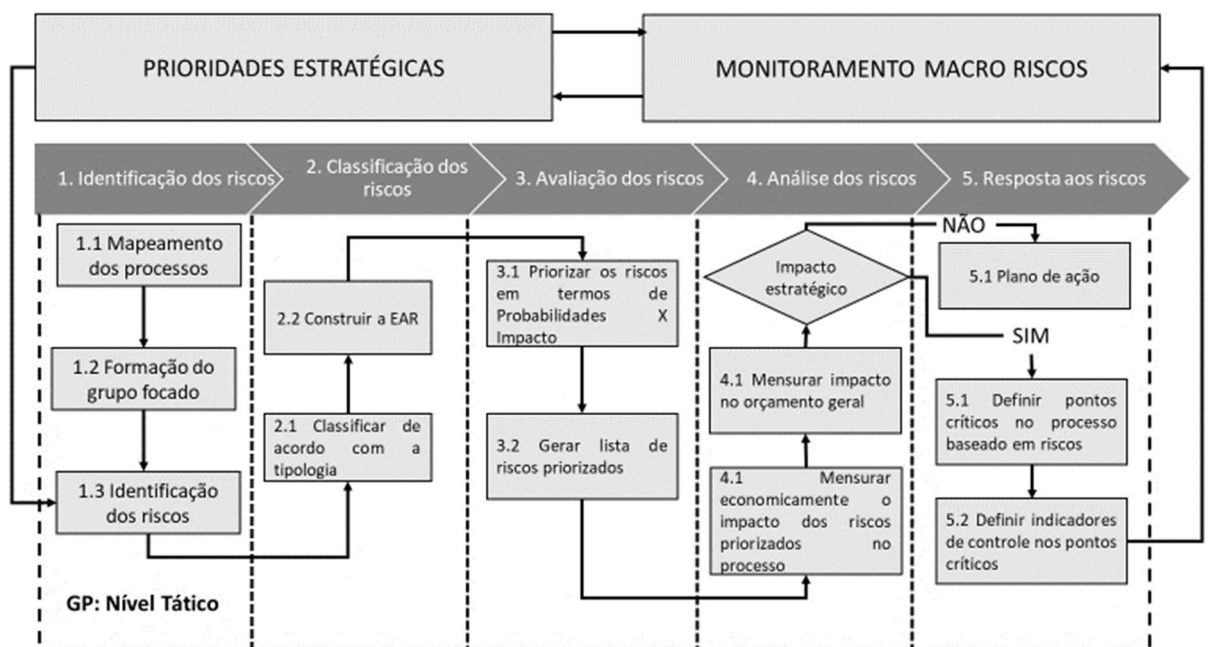 PRIORIDADES ESTRATÉGICAS
MONITORAMENTO MACRO RISCOS
1. Identificação dos riscos
2. Classificação dos
riscos
3. Avaliação dos riscos
4. Análise dos riscos
5. Resposta aos riscos
1.1 Mapeamento
dos processos
1.2 Formação do
grupo focado
1.3 Identificação
dos riscos
GP: Nível Tático
2.2 Construir a EAR
2.1 Classificar de
acordo com a
tipologia
3.1 Priorizar os riscos
em termos de
Probabilidades X
Impacto
3.2 Gerar lista de
riscos priorizados
Impacto
estratégico
4.1 Mensurar impacto
no orçamento geral
4.1 Mensurar
economicamente o
impacto dos riscos
priorizados no
processo
NÃO
5.1 Plano de ação
SIM
5.1 Definir pontos
críticos no processo
baseado em riscos
5.2 Definir indicadores
de controle nos pontos
críticos